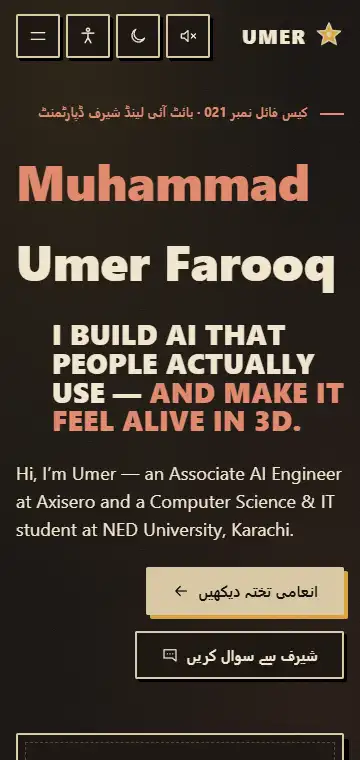 UMER
کیس فائل نمبر 021 · بائٹ آئی لینڈ شیرف ڈپارٹمنٹ
Muhammad
Umer Farooq
I BUILD AI THAT
PEOPLE ACTUALLY
USE — AND MAKE IT
FEEL ALIVE IN 3D.
Hi, I’m Umer — an Associate AI Engineer
at Axisero and a Computer Science & IT
student at NED University, Karachi.
انعامی تختہ دیکھیں ←
شیرف سے سوال کریں